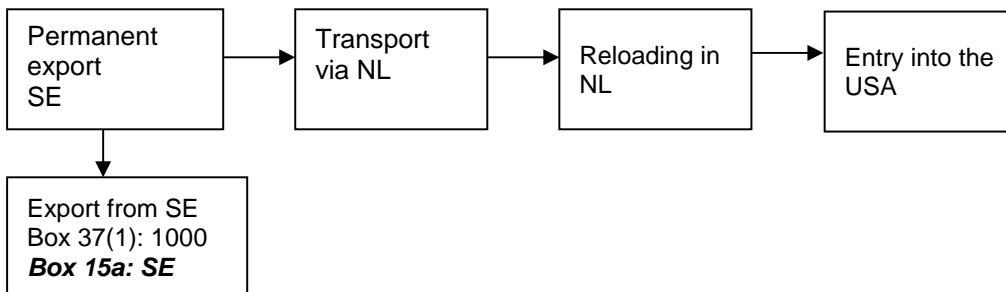 Permanent
export
SE
Transport
via NL
Reloading in
NL
Entry into the
USA
Export from SE
Box 37(1): 1000
Box 15a: SE